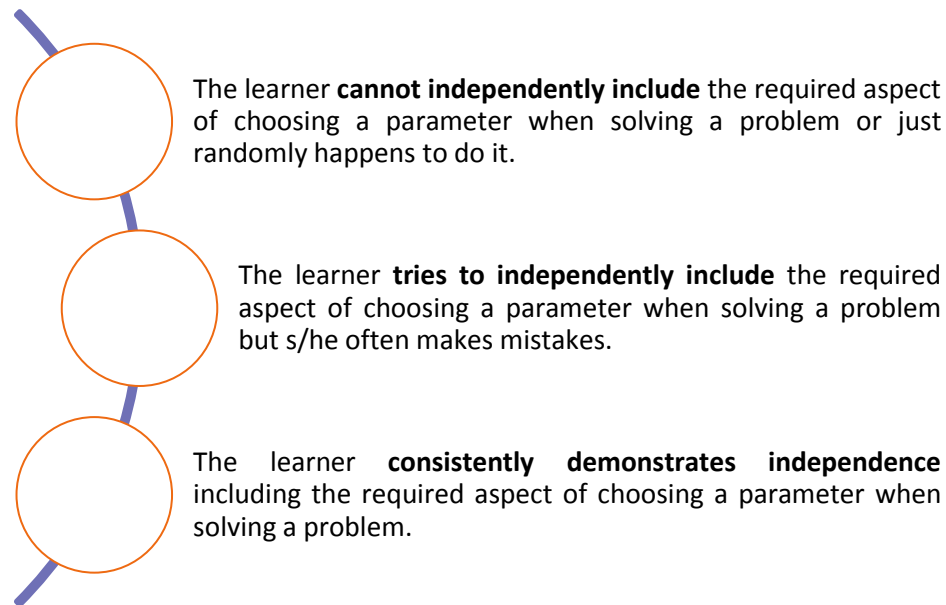 The learner cannot independently include the required aspect
of choosing a parameter when solving a problem or just
randomly happens to do it.
The learner tries to independently include the required
aspect of choosing a parameter when solving a problem
but s/he often makes mistakes.
The learner consistently demonstrates independence
including the required aspect of choosing a parameter when
solving a problem.